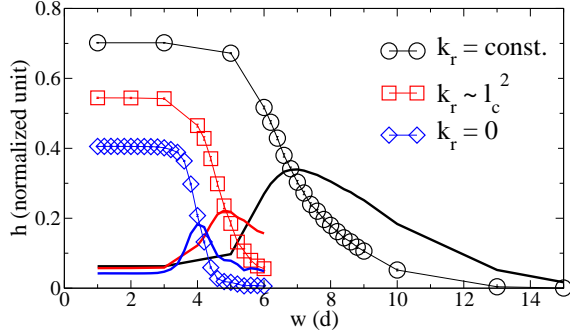 0.8
k_r = const.
0.6
k_r ~ l_c^2
k_r = 0
0.4
0.2
0
0 2 4 6 8 10 12 14
h (normalized unit)
w (d)